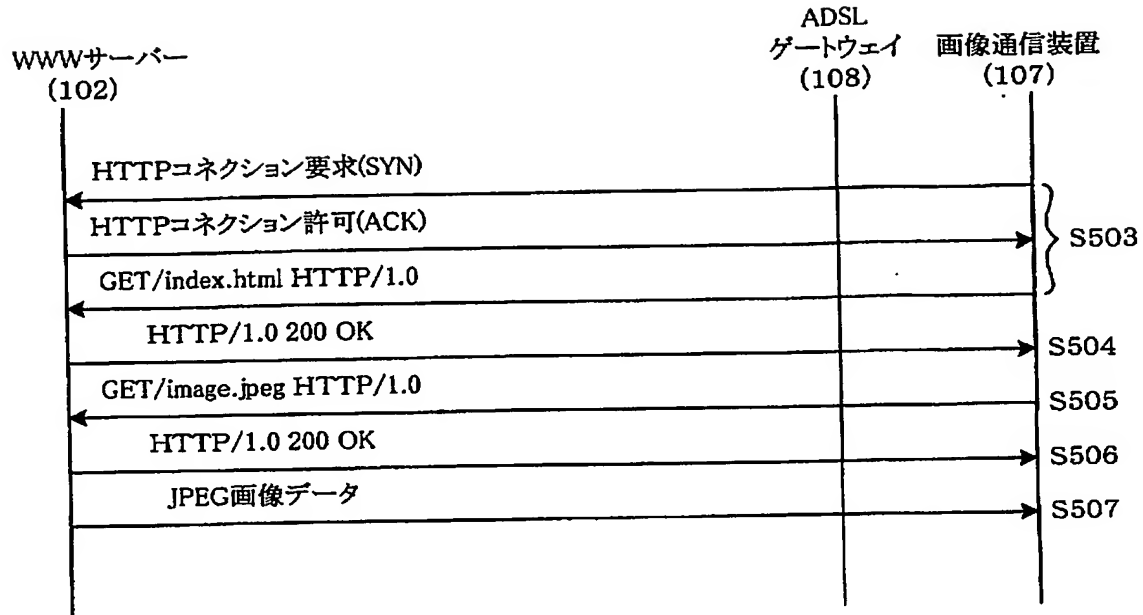 WWWサーバー
(102)
ADSL
ゲートウェイ
(108)
画像通信装置
(107)
HTTPコネクション要求(SYN)
HTTPコネクション許可(ACK)
S503
GET/index.html HTTP/1.0
HTTP/1.0 200 OK
S504
GET/image.jpeg HTTP/1.0
S505
HTTP/1.0 200 OK
S506
JPEG画像データ
S507